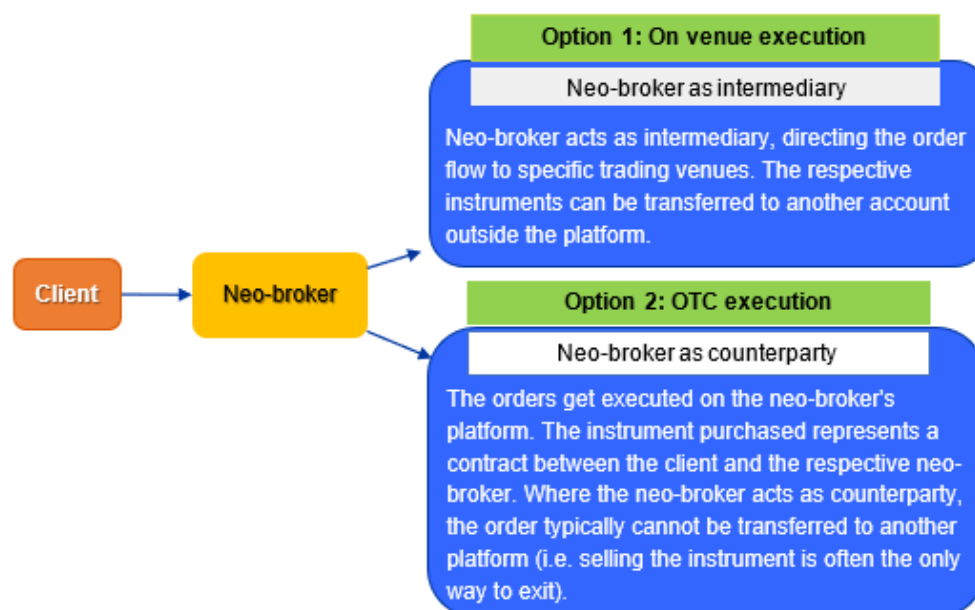 Option 1: On venue execution
Neo-broker as intermediary
Neo-broker acts as intermediary, directing the order
flow to specific trading venues. The respective
instruments can be transferred to another account
outside the platform.
Client
Neo-broker
Option 2: OTC execution
Neo-broker as counterparty
The orders get executed on the neo-broker's
platform. The instrument purchased represents a
contract between the client and the respective neo-
broker. Where the neo-broker acts as counterparty,
the order typically cannot be transferred to another
platform (i.e. selling the instrument is often the only
way to exit).